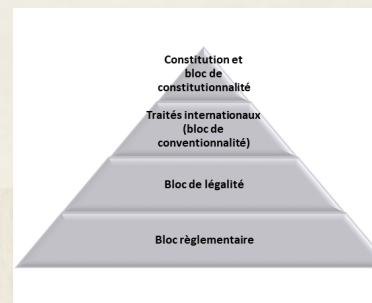 Constitution et
bloc de
constitutionnalité
Traités internationaux
(bloc de
conventionnalité)
Bloc de légalité
Bloc règlementaire